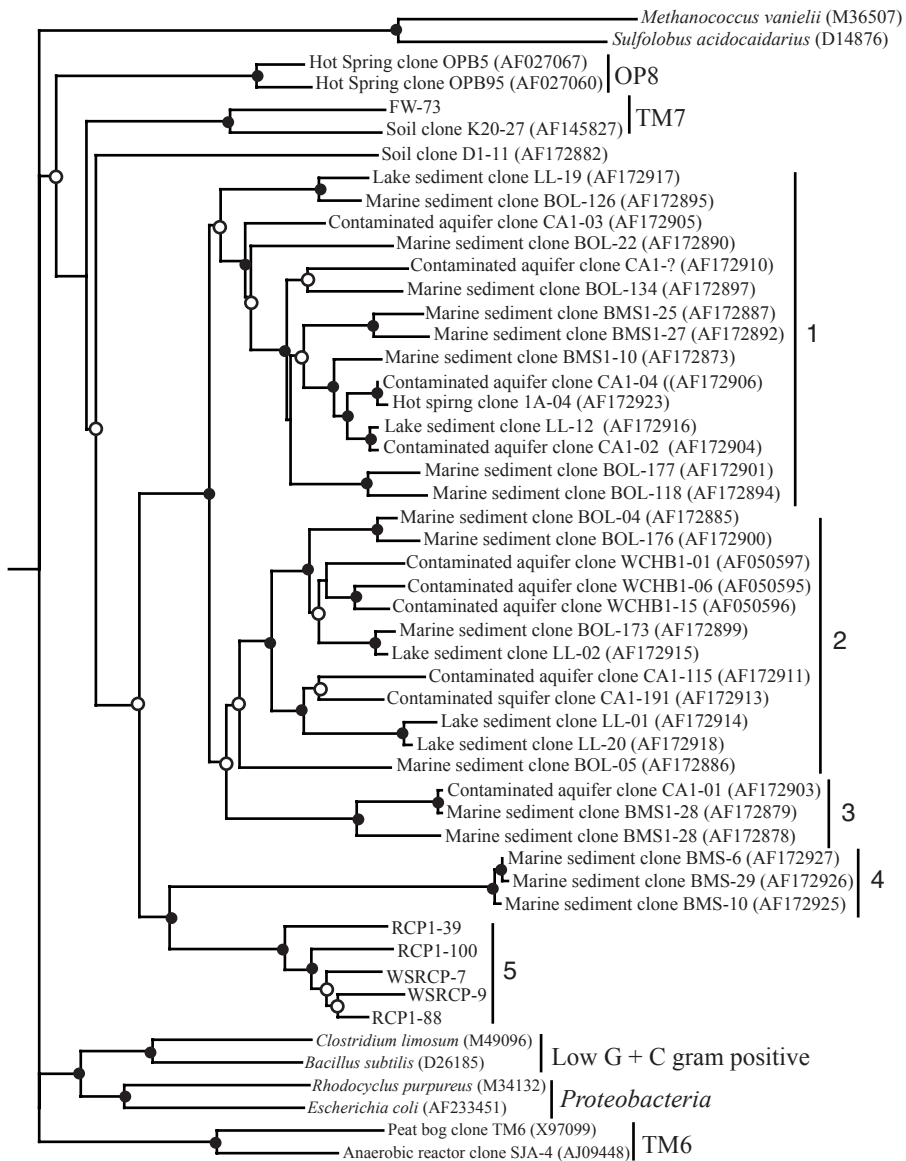 Methanococcus vanielii (M36507)
Sulfolobus acidocaidarius (D14876)
Hot Spring clone OPB5 (AF027067)
Hot Spring clone OPB95 (AF027060)
OP8
FW-73
Soil clone K20-27 (AF145827)
TM7
Soil clone D1-11 (AF172882)
Lake sediment clone LL-19 (AF172917)
Marine sediment clone BOL-126 (AF172895)
Contaminated aquifer clone CA1-03 (AF172905)
Marine sediment clone BOL-22 (AF172890)
Contaminated aquifer clone CA1-? (AF172910)
Marine sediment clone BOL-134 (AF172897)
Marine sediment clone BMS1-25 (AF172887)
Marine sediment clone BMS1-27 (AF172892)
1
Marine sediment clone BMS1-10 (AF172873)
Contaminated aquifer clone CA1-04 ((AF172906)
Hot spirng clone 1A-04 (AF172923)
Lake sediment clone LL-12 (AF172916)
Contaminated aquifer clone CA1-02 (AF172904)
Marine sediment clone BOL-177 (AF172901)
Marine sediment clone BOL-118 (AF172894)
Marine sediment clone BOL-04 (AF172885)
Marine sediment clone BOL-176 (AF172900)
Contaminated aquifer clone WCHB1-01 (AF050597)
Contaminated aquifer clone WCHB1-06 (AF050595)
Contaminated aquifer clone WCHB1-15 (AF050596)
Marine sediment clone BOL-173 (AF172899)
2
Lake sediment clone LL-02 (AF172915)
Contaminated aquifer clone CA1-115 (AF172911)
Contaminated squifer clone CA1-191 (AF172913)
Lake sediment clone LL-01 (AF172914)
Lake sediment clone LL-20 (AF172918)
Marine sediment clone BOL-05 (AF172886)
Contaminated aquifer clone CA1-01 (AF172903)
Marine sediment clone BMS1-28 (AF172879)
3
Marine sediment clone BMS1-28 (AF172878)
Marine sediment clone BMS-6 (AF172927)
Marine sediment clone BMS-29 (AF172926)
4
Marine sediment clone BMS-10 (AF172925)
RCP1-39
RCP1-100
WSRCP-7
5
WSRCP-9
RCP1-88
Clostridium limosum (M49096)
Bacillus subtilis (D26185)
Low G + C gram positive
Rhodocyclus purpureus (M34132)
Escherichia coli (AF233451)
Proteobacteria
Peat bog clone TM6 (X97099)
Anaerobic reactor clone SJA-4 (AJ09448)
TM6